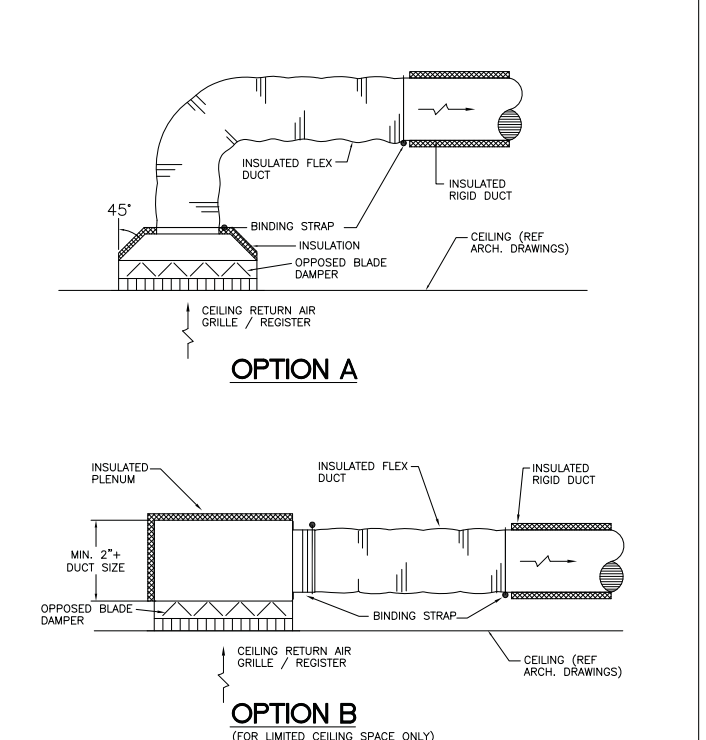 INSULATED FLEX
DUCT
INSULATED
RIGID DUCT
45°
BINDING STRAP
INSULATION
OPPOSED BLADE
DAMPER
CEILING (REF
ARCH. DRAWINGS)
CEILING RETURN AIR
GRILLE / REGISTER
OPTION A
INSULATED
PLENUM
INSULATED FLEX
DUCT
INSULATED
RIGID DUCT
MIN. 2"+
DUCT SIZE
OPPOSED BLADE
DAMPER
BINDING STRAP
CEILING RETURN AIR
GRILLE / REGISTER
CEILING (REF
ARCH. DRAWINGS)
OPTION B
(FOR LIMITED CEILING SPACE ONLY)